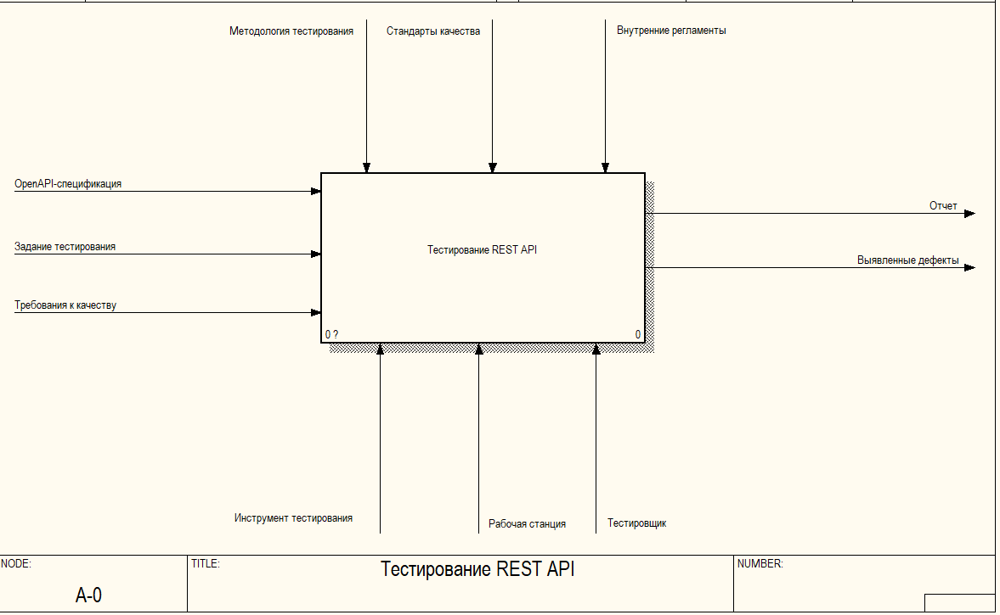 Методология тестирования
Стандарты качества
Внутренние регламенты
OpenAPI-спецификация
Отчет
Задание тестирования
Тестирование REST API
Выявленные дефекты
Требования к качеству
0 ?
0
Инструмент тестирования
Рабочая станция
Тестировщик
NODE:
TITLE:
Тестирование REST API
NUMBER:
A-0